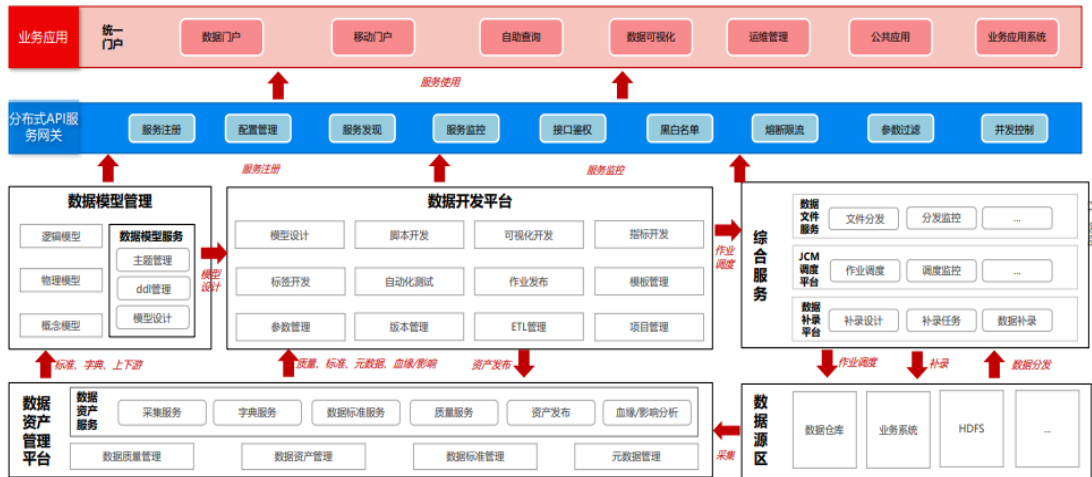 业务应用
统一
门户
数据门户
移动门户
自助查询
数据可视化
运维管理
公共应用
业务应用系统
服务使用
分布式API服
务网关
服务注册
配置管理
服务发现
服务监控
接口鉴权
黑白名单
熔断限流
参数过滤
并发控制
服务注册
服务监控
数据模型管理
逻辑模型
物理模型
概念模型
数据模型服务
主题管理
ddl管理
模型设计
模型
设计
数据开发平台
模型设计
脚本开发
可视化开发
指标开发
标签开发
自动化测试
作业发布
模板管理
参数管理
版本管理
ETL管理
项目管理
作业
调度
综
合
服
务
数据
文件
服务
文件分发
分发监控
...
JCM
调度
平台
作业调度
调度监控
...
数据
补录
平台
补录设计
补录任务
数据补录
标准、字典、上下游
质量、标准、元数据、血缘/影响
资产发布
作业调度
补录
数据分发
数据
资产
管理
平台
数据
资产
服务
采集服务
字典服务
数据标准服务
质量服务
资产发布
血缘/影响分析
数据质量管理
数据资产管理
数据标准管理
元数据管理
采集
数
据
源
区
数据仓库
业务系统
HDFS
...